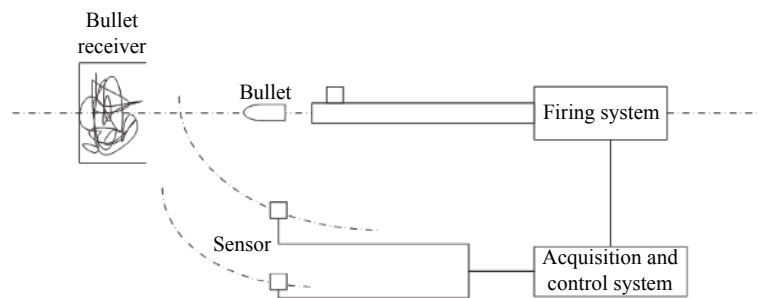 Bullet
receiver
Bullet
Firing system
Sensor
Acquisition and
control system